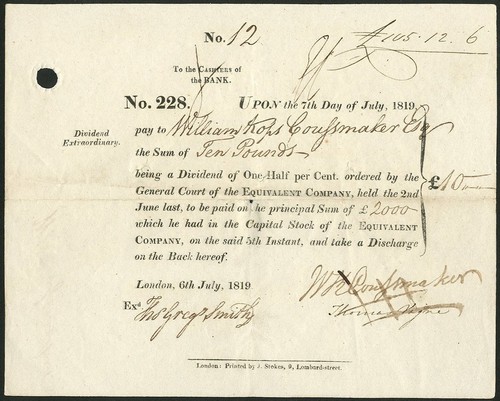 No. 12
£105.12.6
To the Cashiers of
the BANK.
No. 228. UPON the 7th Day of July, 1819,
Dividend
Extraordinary.
pay to William Kops Coussmaker Esq
the Sum of Ten Pounds
being a Dividend of One Half per Cent. ordered by the
General Court of the EQUIVALENT COMPANY, held the 2nd
June last, to be paid on the principal Sum of £2000
which he had in the Capital Stock of the EQUIVALENT
COMPANY, on the said 5th Instant, and take a Discharge
on the Back hereof.
£10
London, 6th July, 1819
WK Coussmaker
Exd Thos Gregy Smith
Thomas
London: Printed by J. Stokes, 9, Lombard-street.